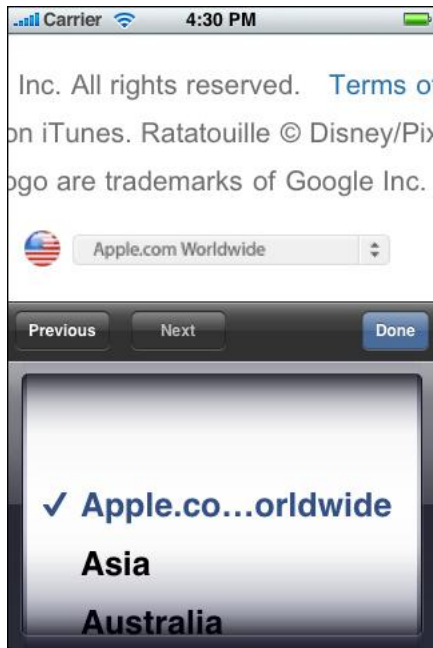 Carrier 4:30 PM
Inc. All rights reserved. Terms o
on iTunes. Ratatouille © Disney/Pix
ogo are trademarks of Google Inc.
Apple.com Worldwide
Previous Next Done
✓ Apple.co...orldwide
Asia
Australia